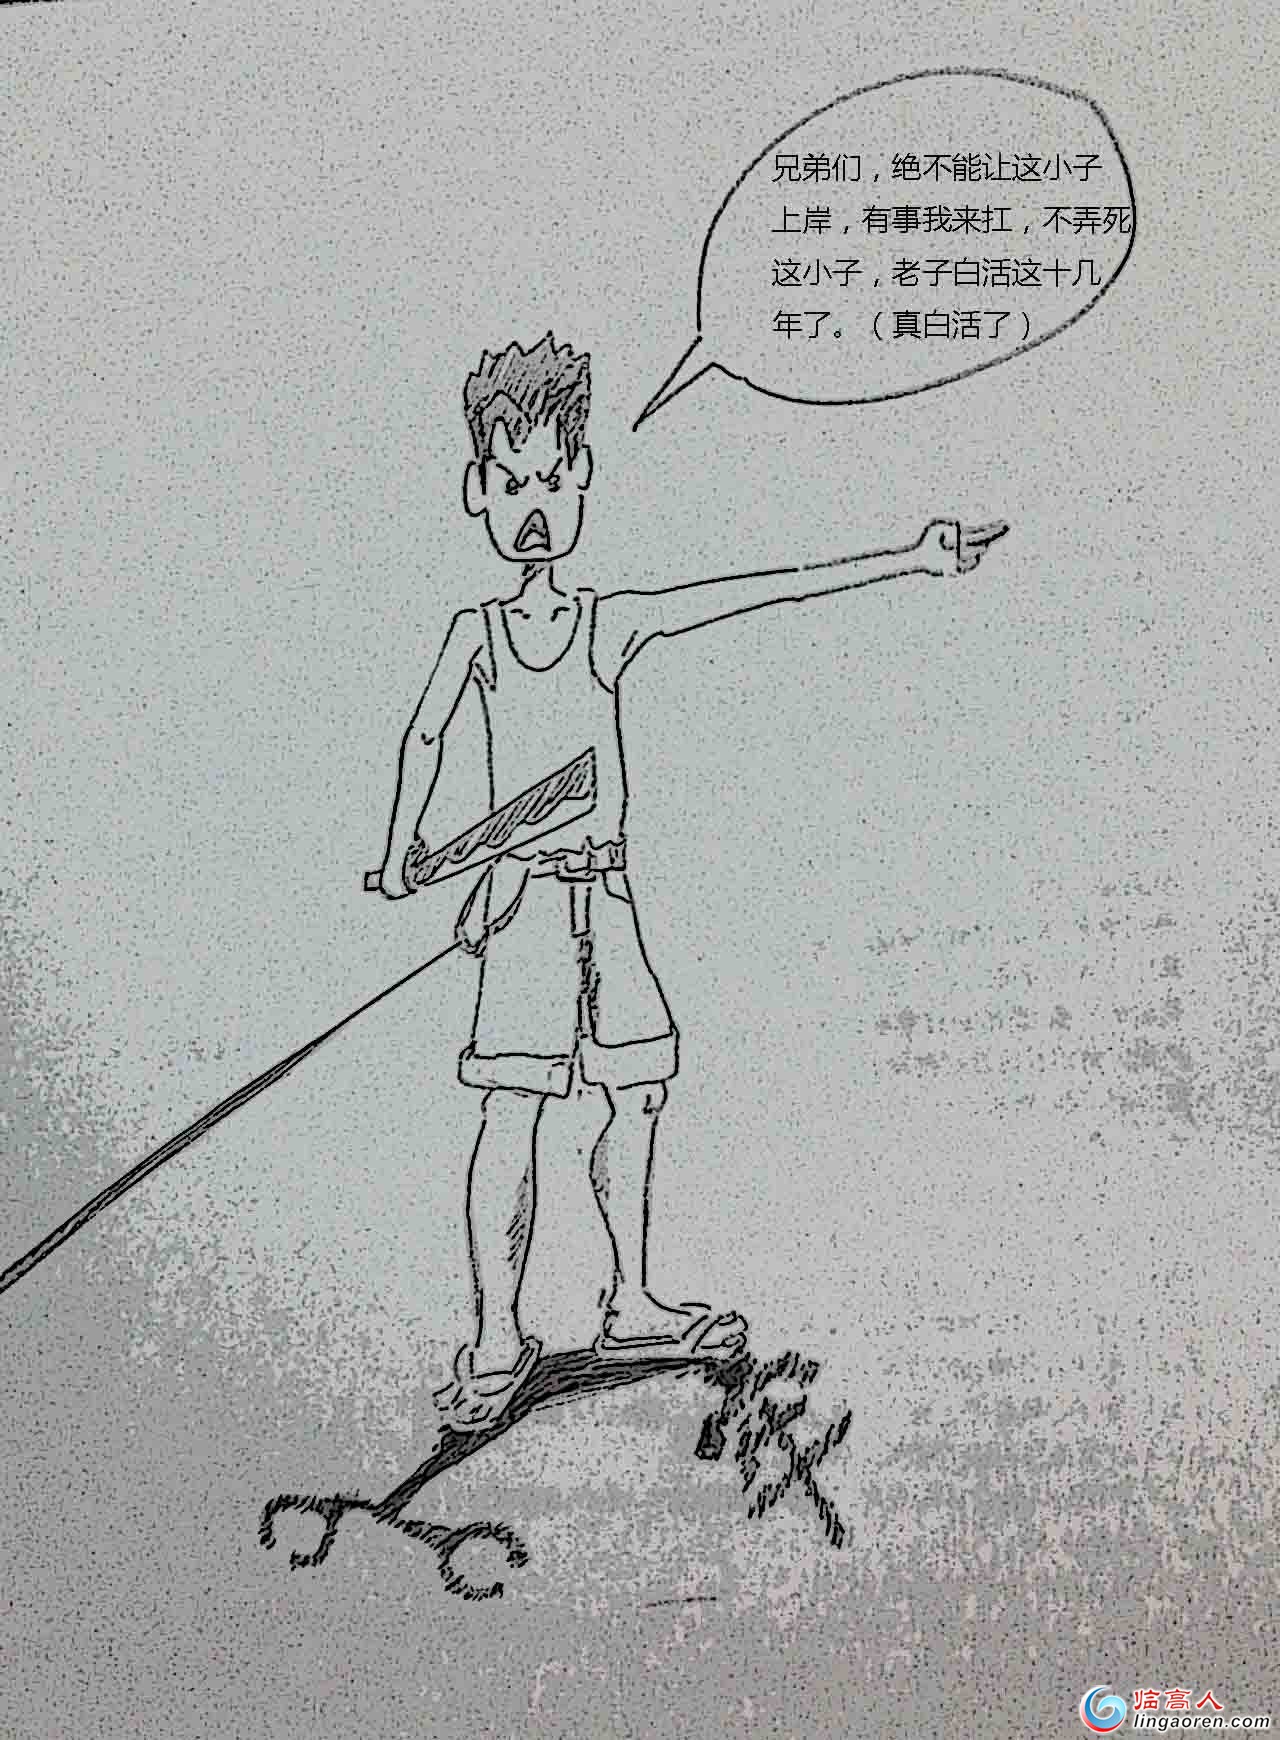 兄弟们，绝不能让这小子
上岸，有事我来扛，不弄死
这小子，老子白活这十几
年了。（真白活了）
临高人
lingaoren.com